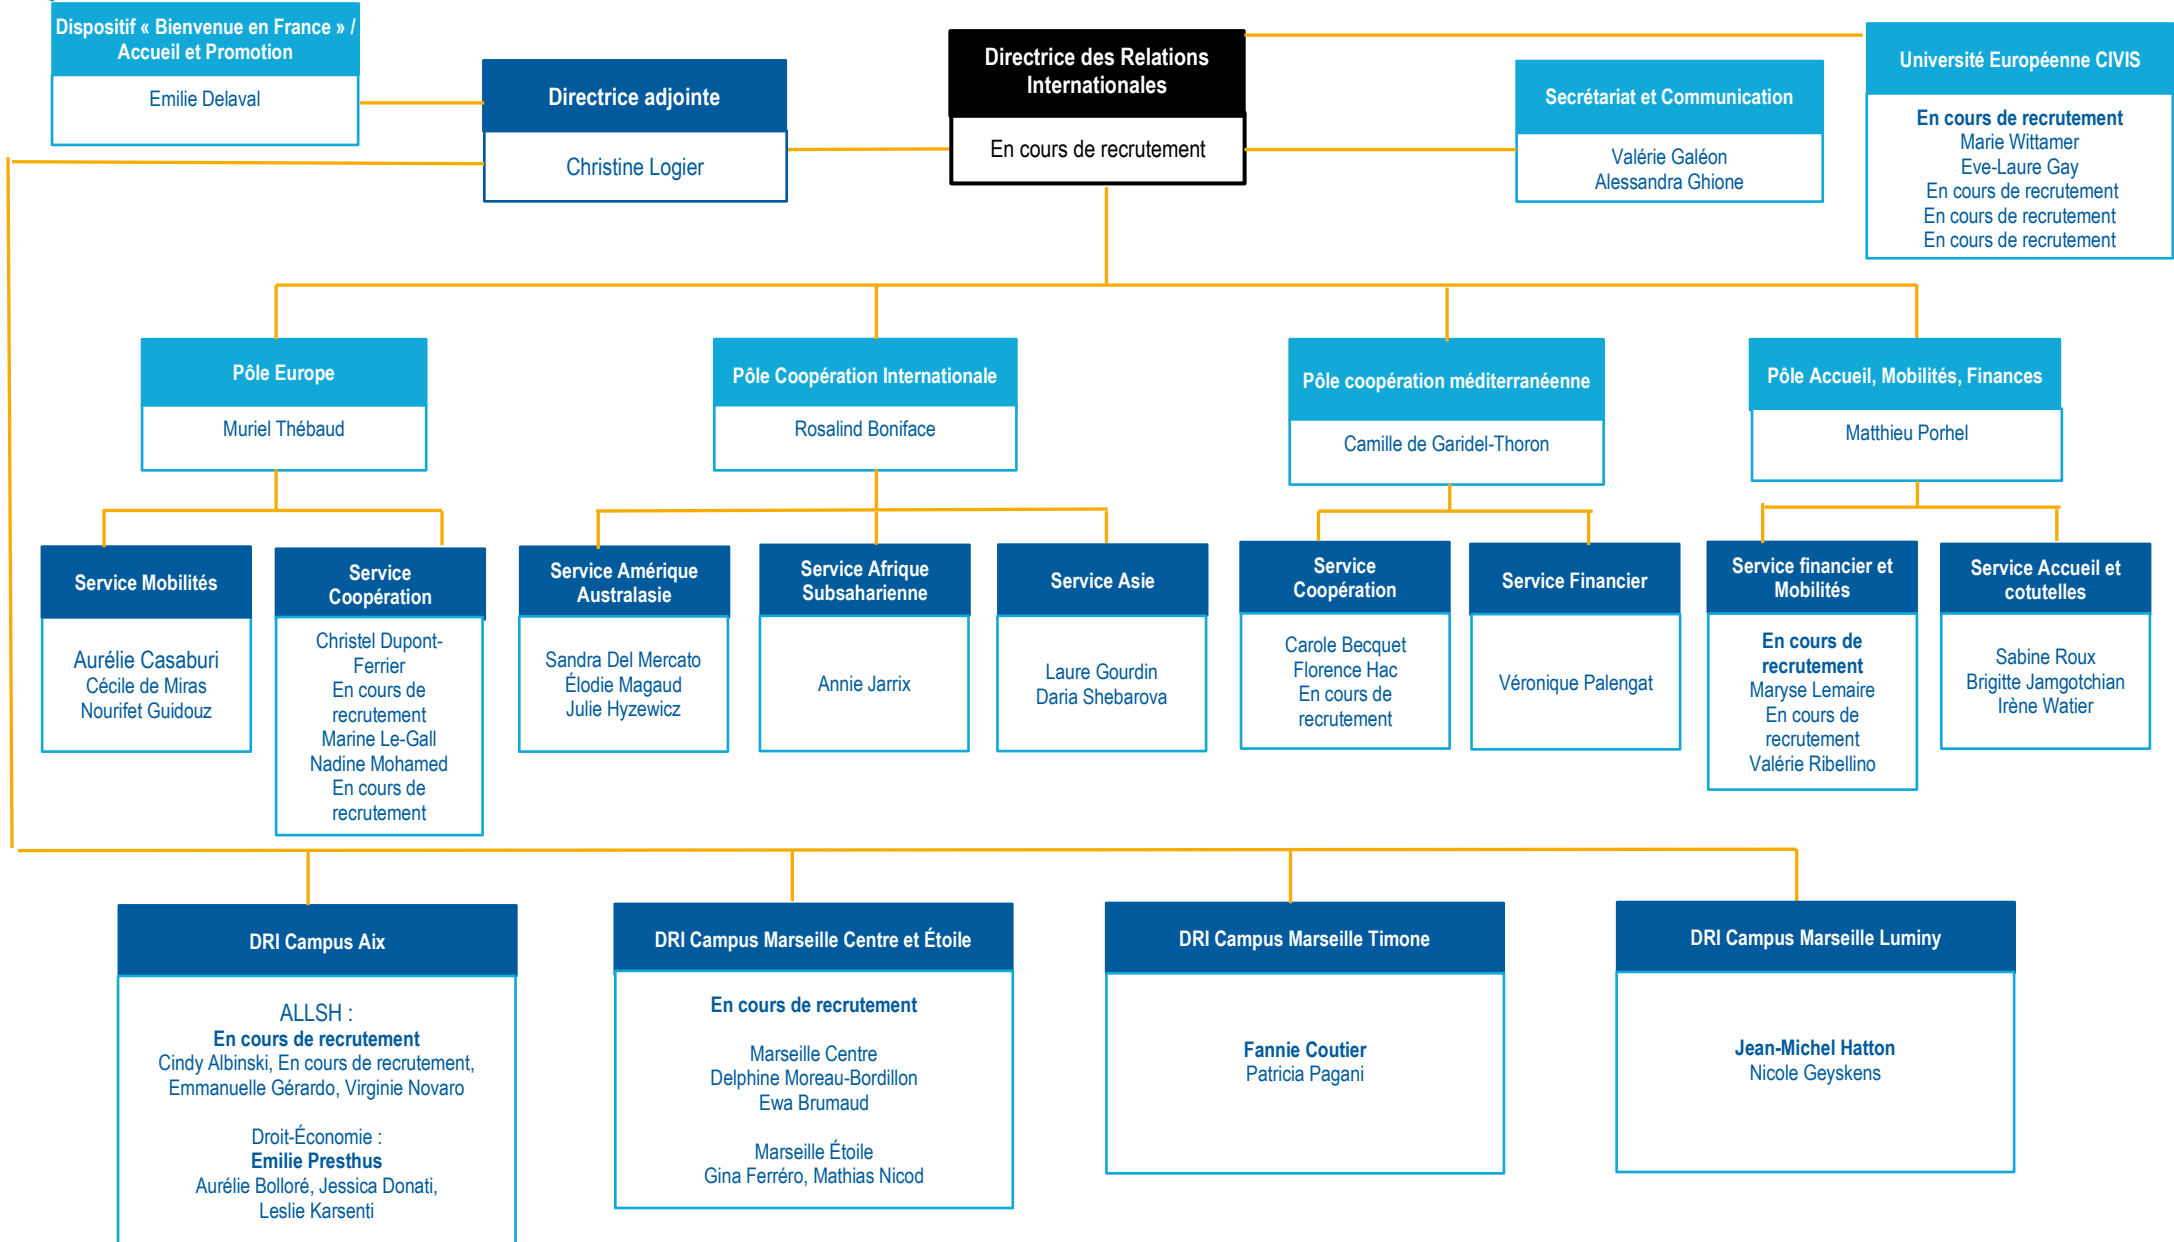 Dispositif « Bienvenue en France » /
Accueil et Promotion
Emilie Delaval
Directrice adjointe
Christine Logier
Directrice des Relations
Internationales
En cours de recrutement
Secrétariat et Communication
Valérie Galéon
Alessandra Ghione
Université Européenne CIVIS
En cours de recrutement
Marie Wittamer
Eve-Laure Gay
En cours de recrutement
En cours de recrutement
En cours de recrutement
Pôle Europe
Muriel Thébaud
Pôle Coopération Internationale
Rosalind Boniface
Pôle coopération méditerranéenne
Camille de Garidel-Thoron
Pôle Accueil, Mobilités, Finances
Matthieu Porhel
Service Mobilités
Aurélie Casaburi
Cécile de Miras
Nourifet Guidouz
Service
Coopération
Christel Dupont-
Ferrier
En cours de
recrutement
Marine Le-Gall
Nadine Mohamed
En cours de
recrutement
Service Amérique
Australasie
Sandra Del Mercato
Élodie Magaud
Julie Hyzewicz
Service Afrique
Subsaharienne
Annie Jarrix
Service Asie
Laure Gourdin
Daria Shebarova
Service
Coopération
Carole Becquet
Florence Hac
En cours de
recrutement
Service Financier
Véronique Palengat
Service financier et
Mobilités
En cours de
recrutement
Maryse Lemaire
En cours de
recrutement
Valérie Ribellino
Service Accueil et
cotutelles
Sabine Roux
Brigitte Jamgotchian
Irène Watier
DRI Campus Aix
ALLSH :
En cours de recrutement
Cindy Albinski, En cours de recrutement,
Emmanuelle Gérardo, Virginie Novaro
Droit-Économie :
Emilie Presthus
Aurélie Bolloré, Jessica Donati,
Leslie Karsenti
DRI Campus Marseille Centre et Étoile
En cours de recrutement
Marseille Centre
Delphine Moreau-Bordillon
Ewa Brumaud
Marseille Étoile
Gina Ferréro, Mathias Nicod
DRI Campus Marseille Timone
Fannie Coutier
Patricia Pagani
DRI Campus Marseille Luminy
Jean-Michel Hatton
Nicole Geyskens